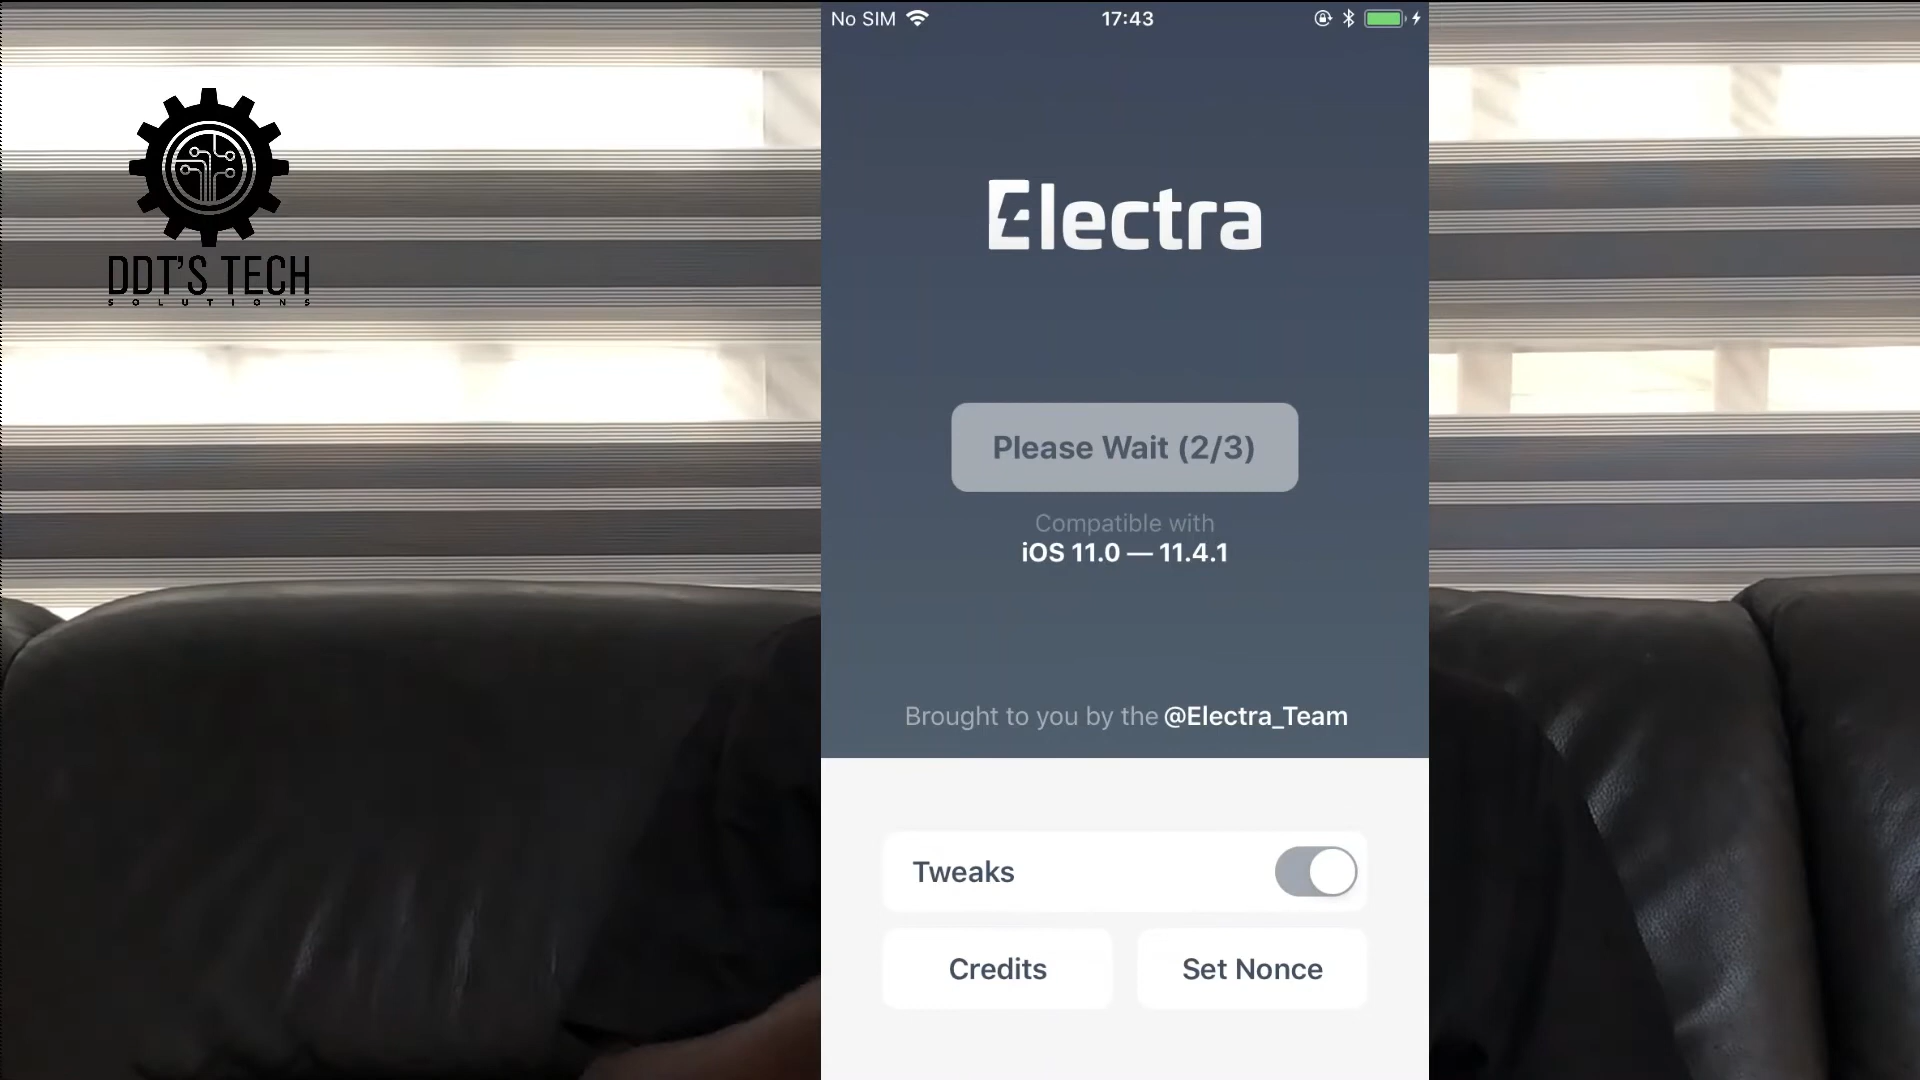 No SIM
17:43
DDT'S TECH
SOLUTIONS
Electra
Please Wait (2/3)
Compatible with
iOS 11.0 — 11.4.1
Brought to you by the @Electra_Team
Tweaks
Credits
Set Nonce